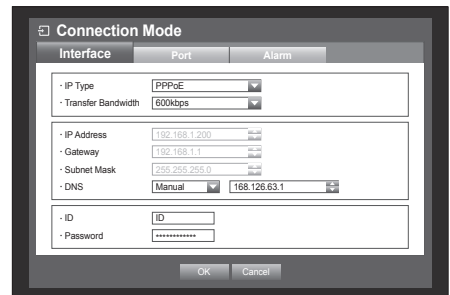 Connection Mode
Interface Port Alarm
· IP Type PPPoE
· Transfer Bandwidth 600kbps
· IP Address 192.168.1.200
· Gateway 192.168.1.1
· Subnet Mask 255.255.255.0
· DNS Manual 168.126.63.1
· ID ID
· Password ************
OK Cancel